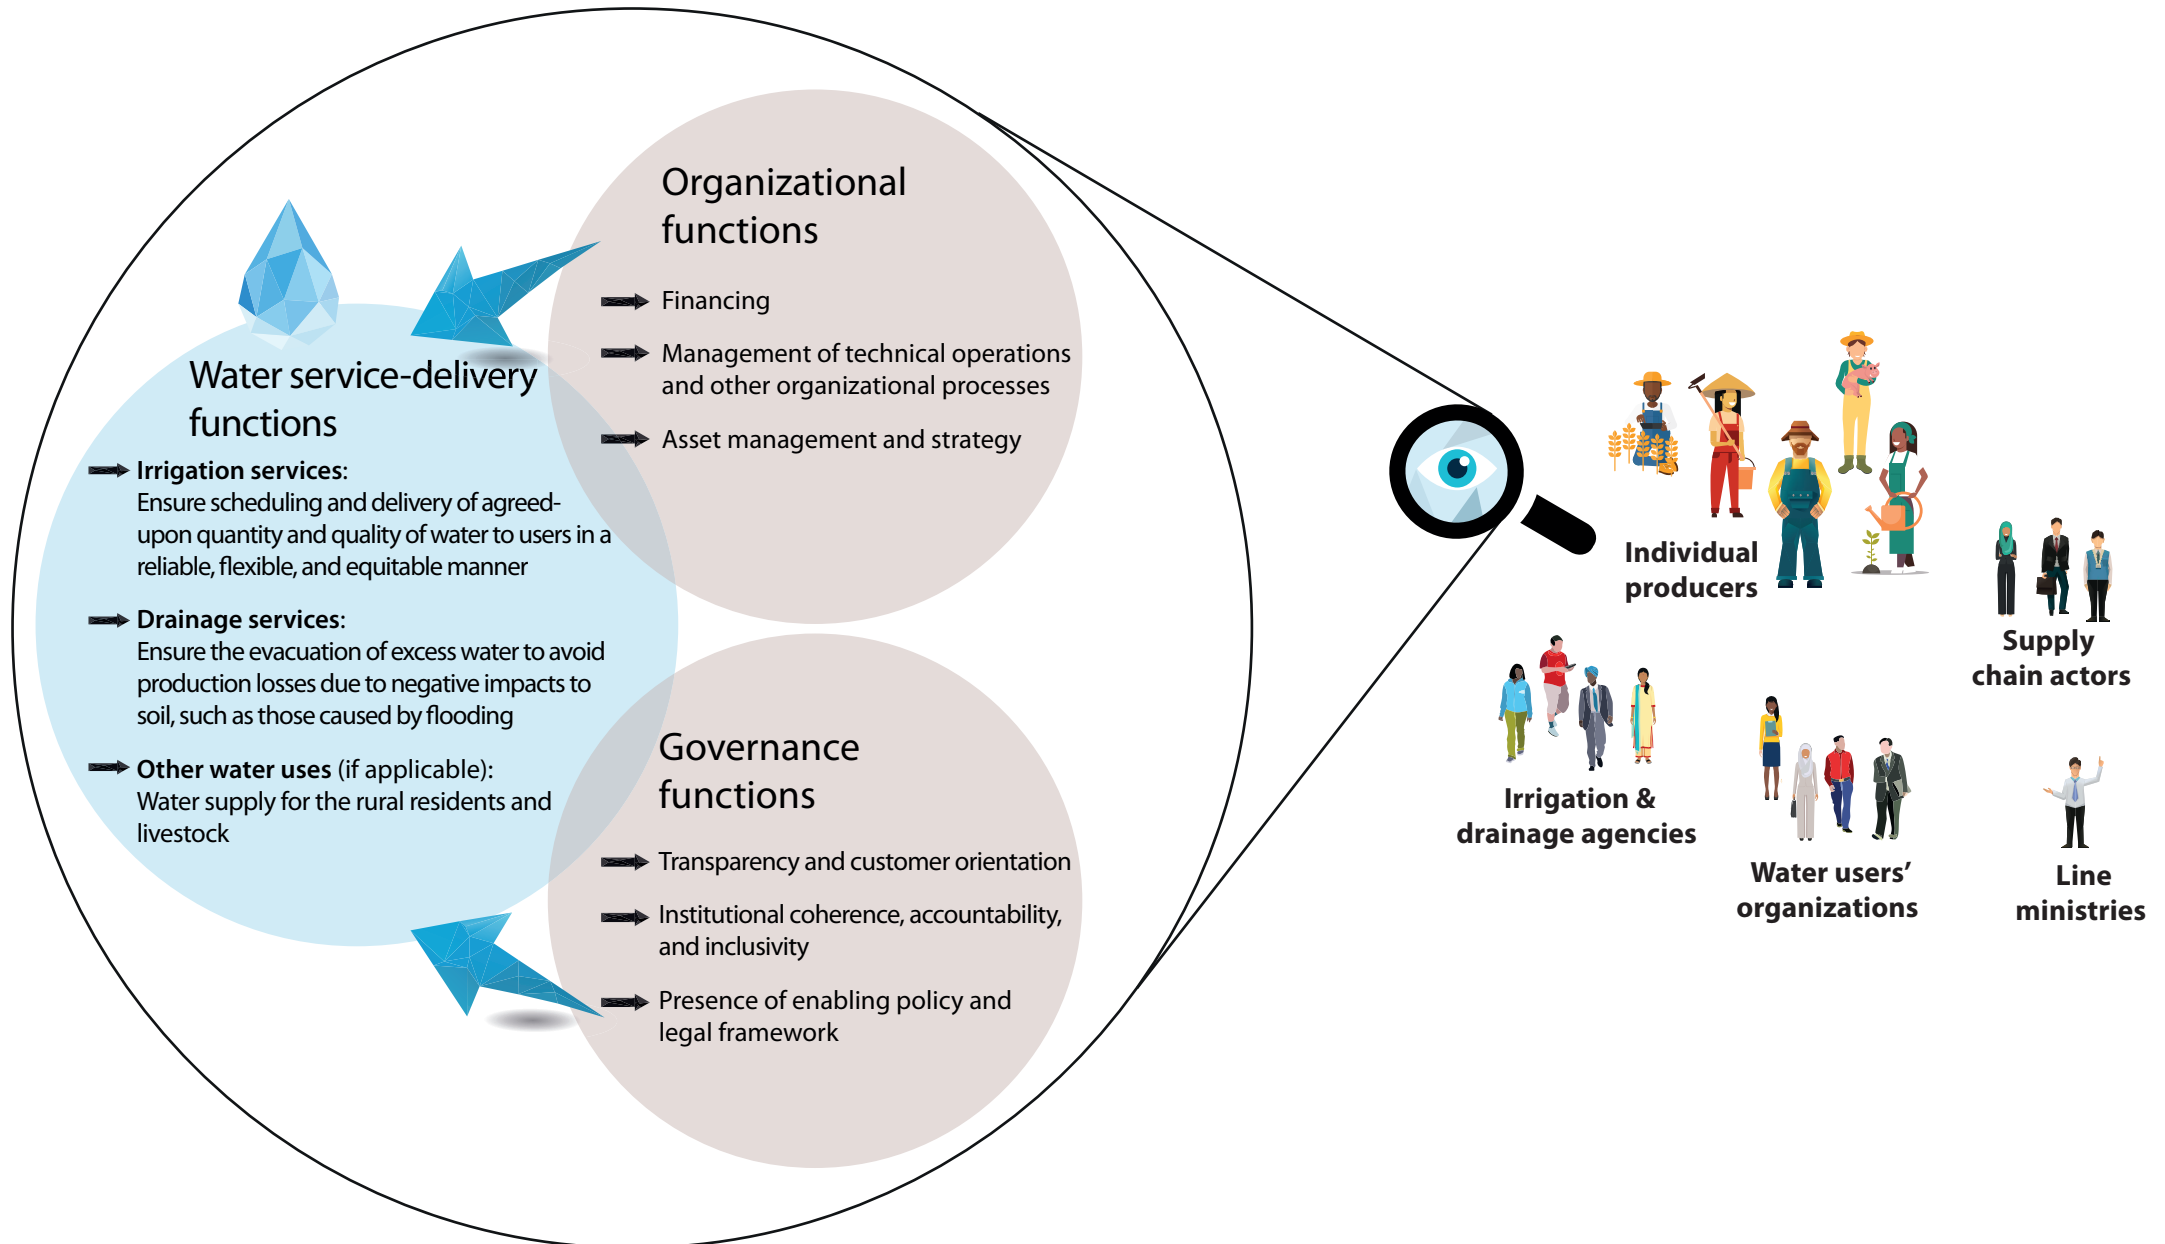 Organizational
functions
Financing
Management of technical operations
and other organizational processes
Asset management and strategy
Water service-delivery
functions
Irrigation services:
Ensure scheduling and delivery of agreed-
upon quantity and quality of water to users in a
reliable, flexible, and equitable manner
Drainage services:
Ensure the evacuation of excess water to avoid
production losses due to negative impacts to
soil, such as those caused by flooding
Other water uses (if applicable):
Water supply for the rural residents and
livestock
Governance
functions
Transparency and customer orientation
Institutional coherence, accountability,
and inclusivity
Presence of enabling policy and
legal framework
Individual
producers
Supply
chain actors
Irrigation &
drainage agencies
Water users’
organizations
Line
ministries